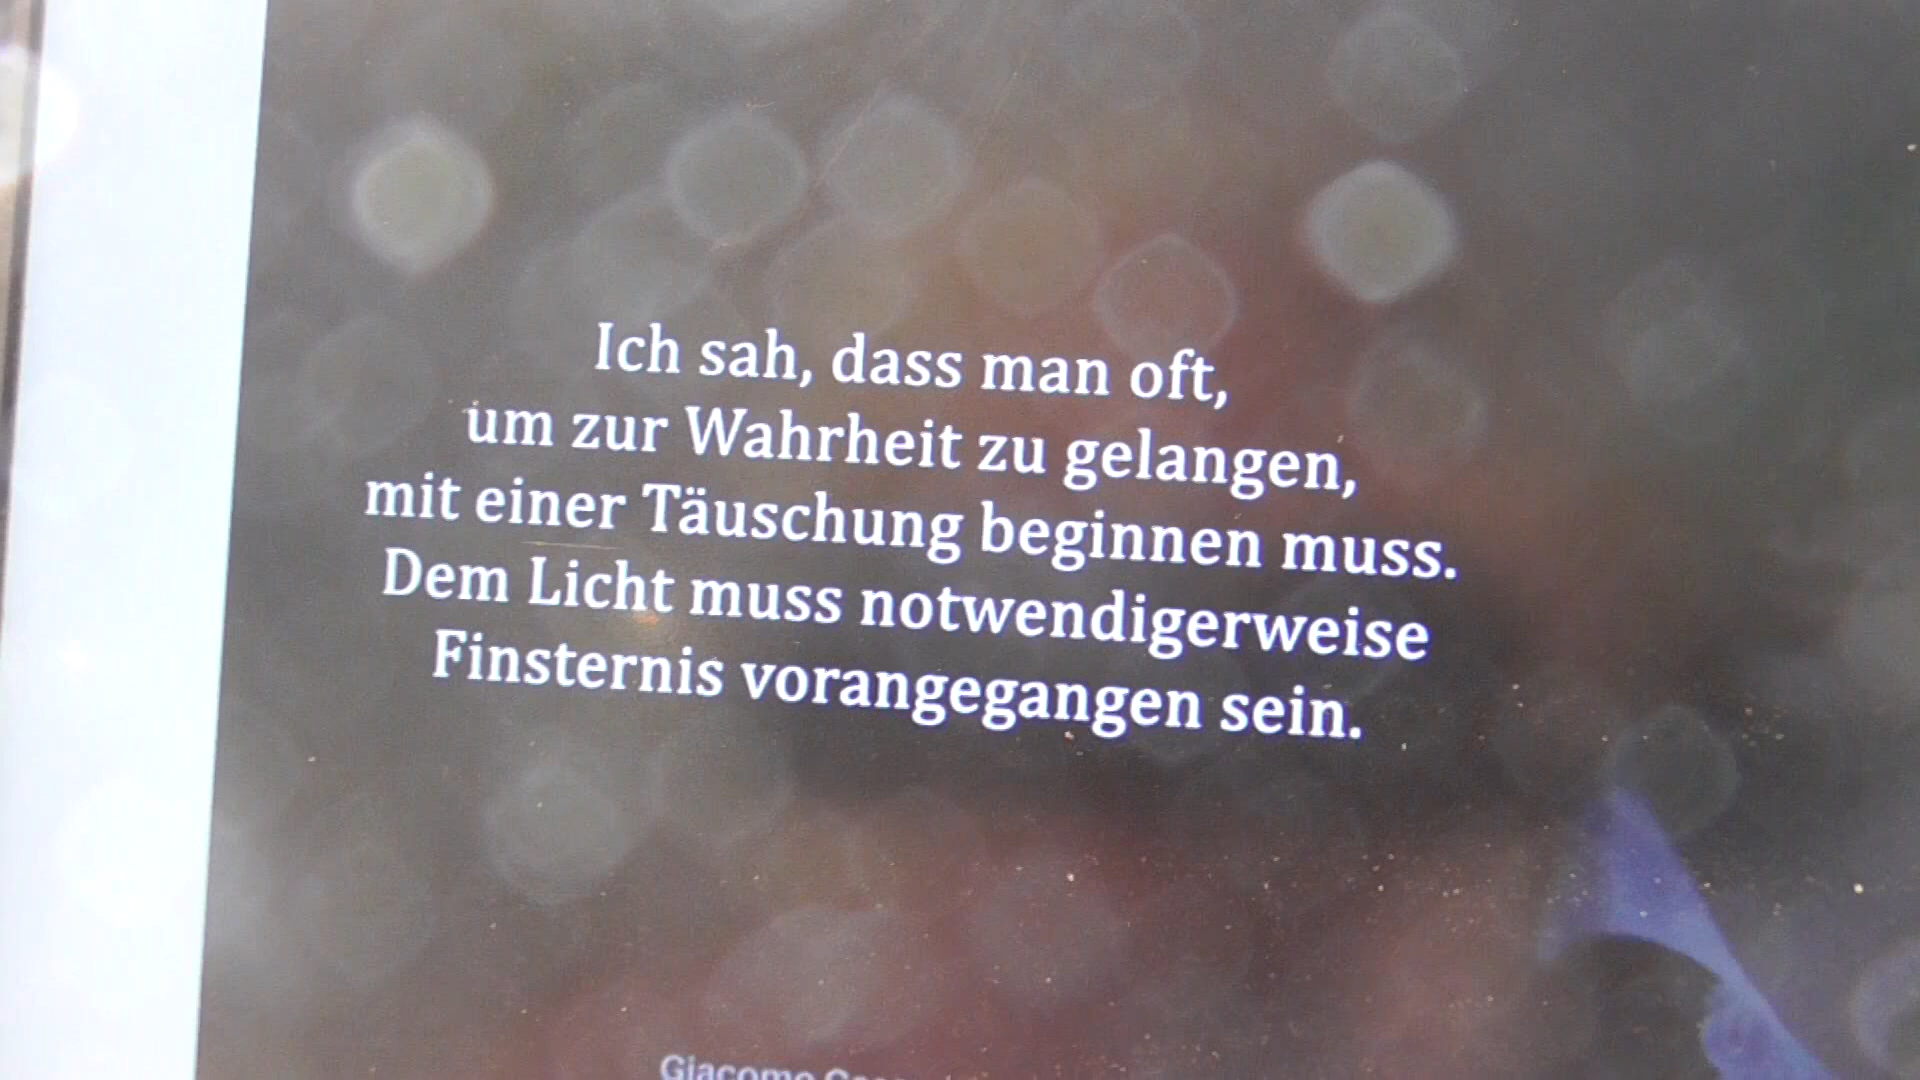 Ich sah, dass man oft,
um zur Wahrheit zu gelangen,
mit einer Täuschung beginnen muss.
Dem Licht muss notwendigerweise
Finsternis vorangegangen sein.
Giacomo